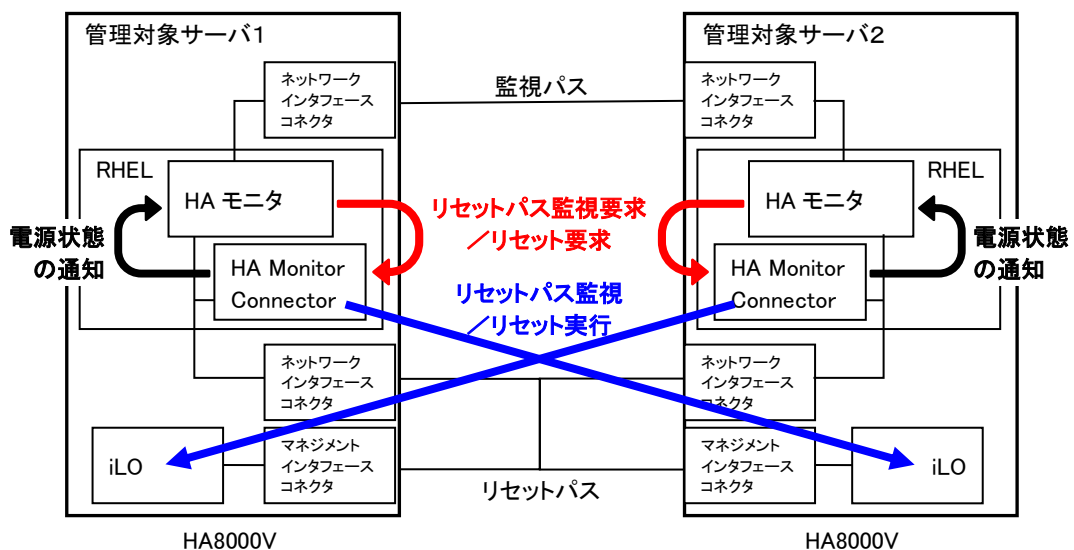 管理対象サーバ1
ネットワーク
インタフェース
コネクタ
RHEL
HA モニタ
電源状態
の通知
HA Monitor
Connector
ネットワーク
インタフェース
コネクタ
iLO
マネジメント
インタフェース
コネクタ
HA8000V
監視パス
リセットパス監視要求
／リセット要求
リセットパス監視
／リセット実行
リセットパス
管理対象サーバ2
ネットワーク
インタフェース
コネクタ
RHEL
HA モニタ
電源状態
の通知
HA Monitor
Connector
ネットワーク
インタフェース
コネクタ
マネジメント
インタフェース
コネクタ
iLO
HA8000V